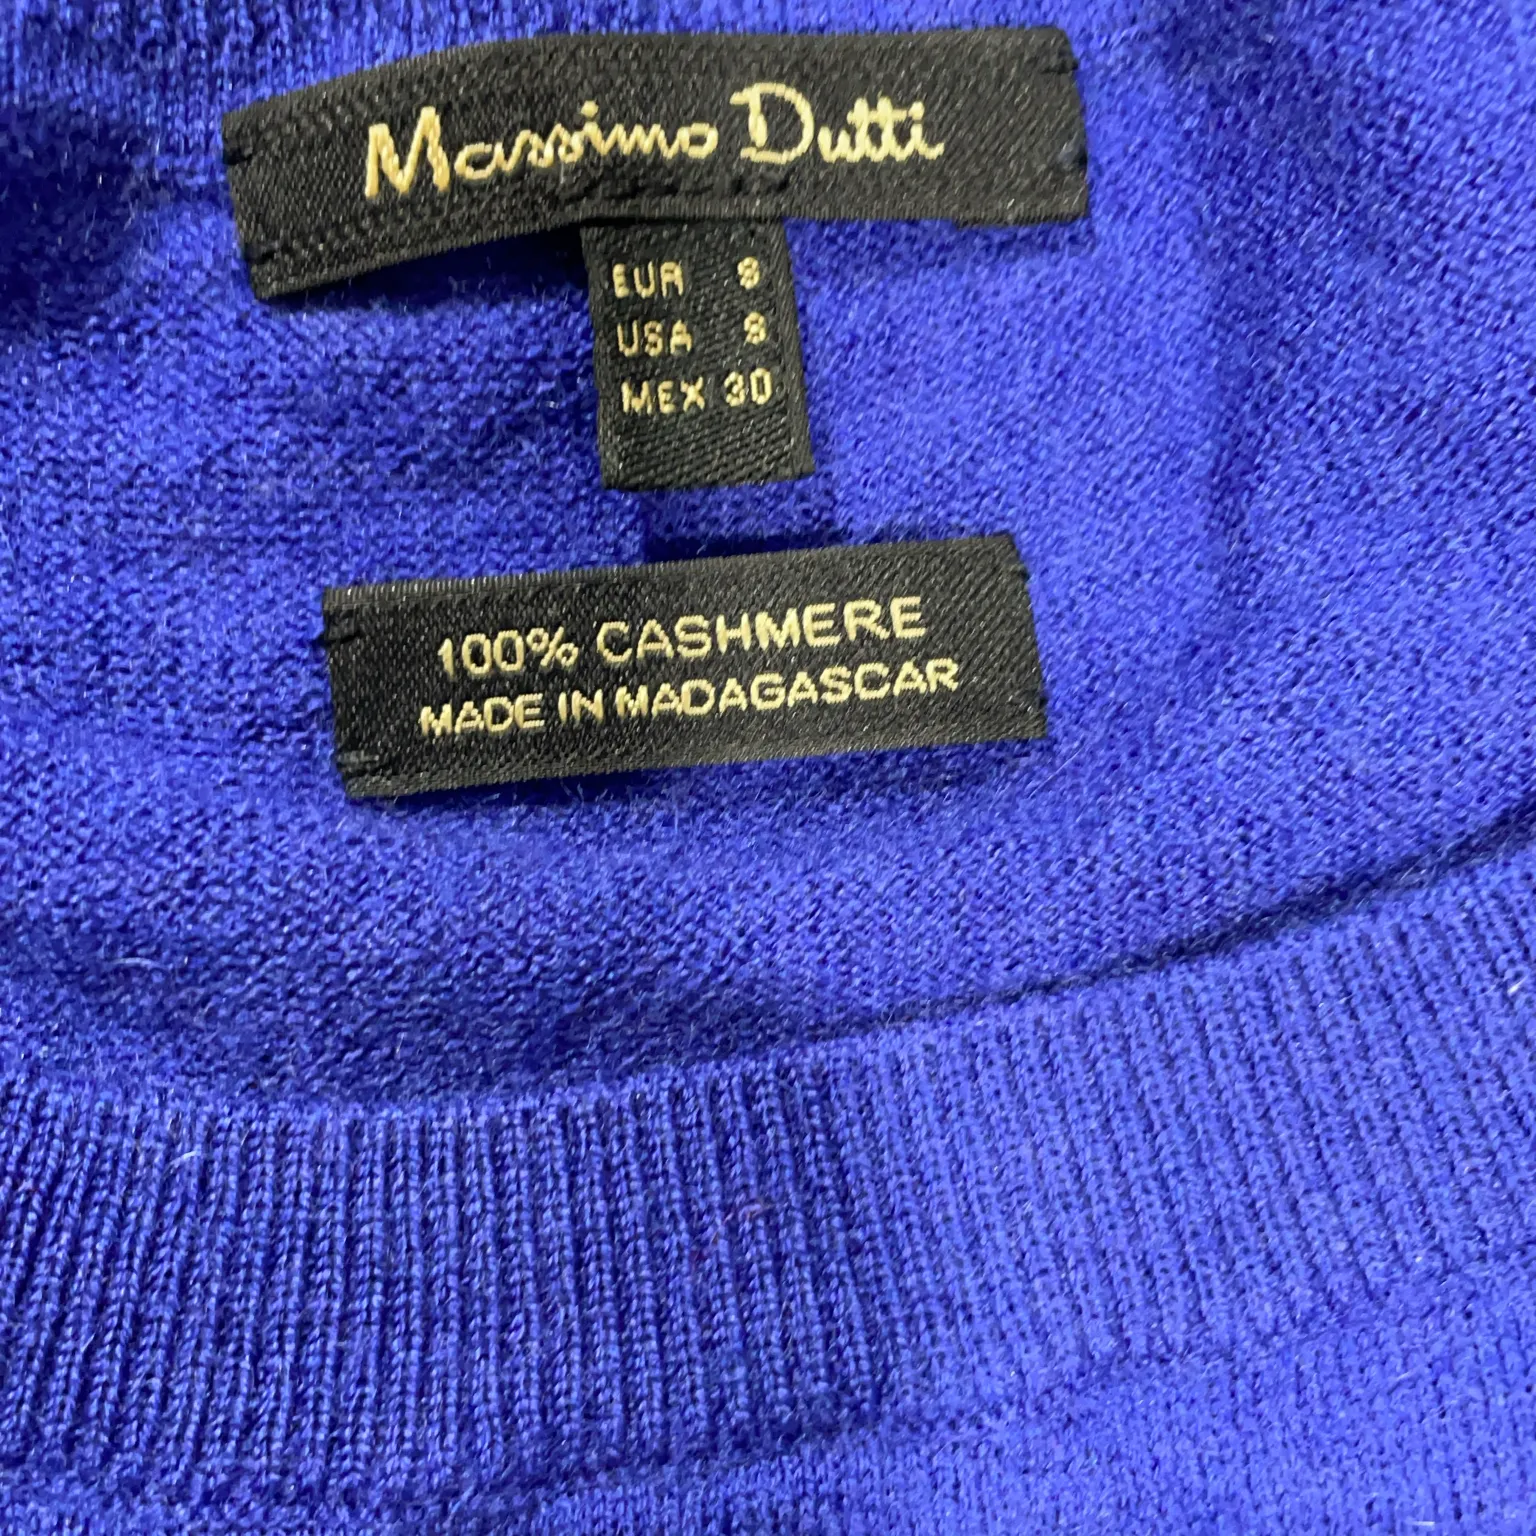 Massimo Dutti
EUR S
USA S
MEX 30
100% CASHMERE
MADE IN MADAGASCAR